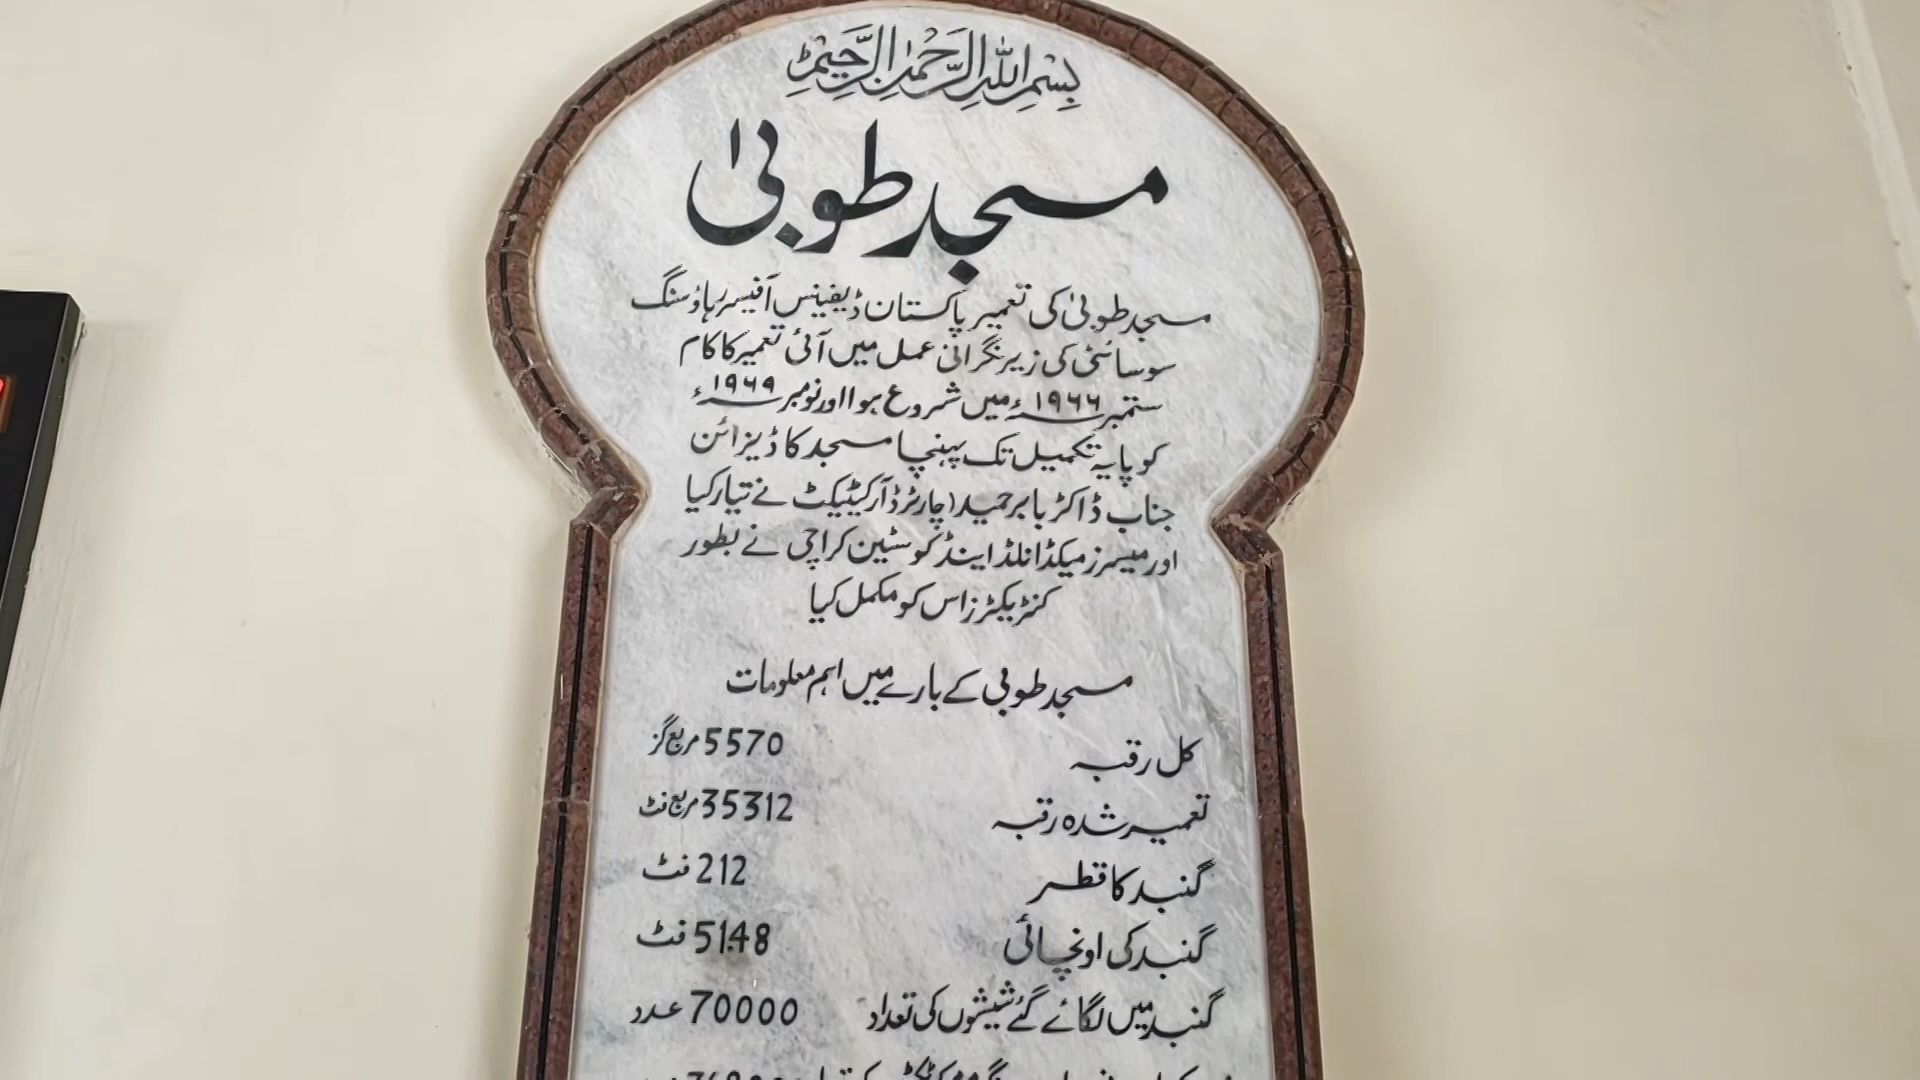 بِسْمِ اللهِ الرَّحْمٰنِ الرَّحِيْمِ
مسجد طوبیٰ
مسجد طوبیٰ کی تعمیر پاکستان ڈیفینس آفیسر ہاؤسنگ
سوسائٹی کی زیر نگرانی عمل میں آئی تعمیر کا کام
ستمبر ۱۹۶۶ء میں شروع ہوا اور نومبر ۱۹۶۹ء
کو پایہ تکمیل تک پہنچا مسجد کا ڈیزائن
جناب ڈاکٹر بابر حمید (چارٹرڈ آرکیٹیکٹ نے تیار کیا
اور میسرز میکڈانلڈ اینڈ کوسٹین کراچی نے بطور
کنٹریکٹرز اس کو مکمل کیا
مسجد طوبی کے بارے میں اہم معلومات
کل رقبہ 5570 مربع گز
تعمیر شدہ رقبہ 35312 مربع فٹ
گنبد کا قطر 212 فٹ
گنبد کی اونچائی 51.48 فٹ
گنبد میں لگائے گئے شیشوں کی تعداد 70000 عدد